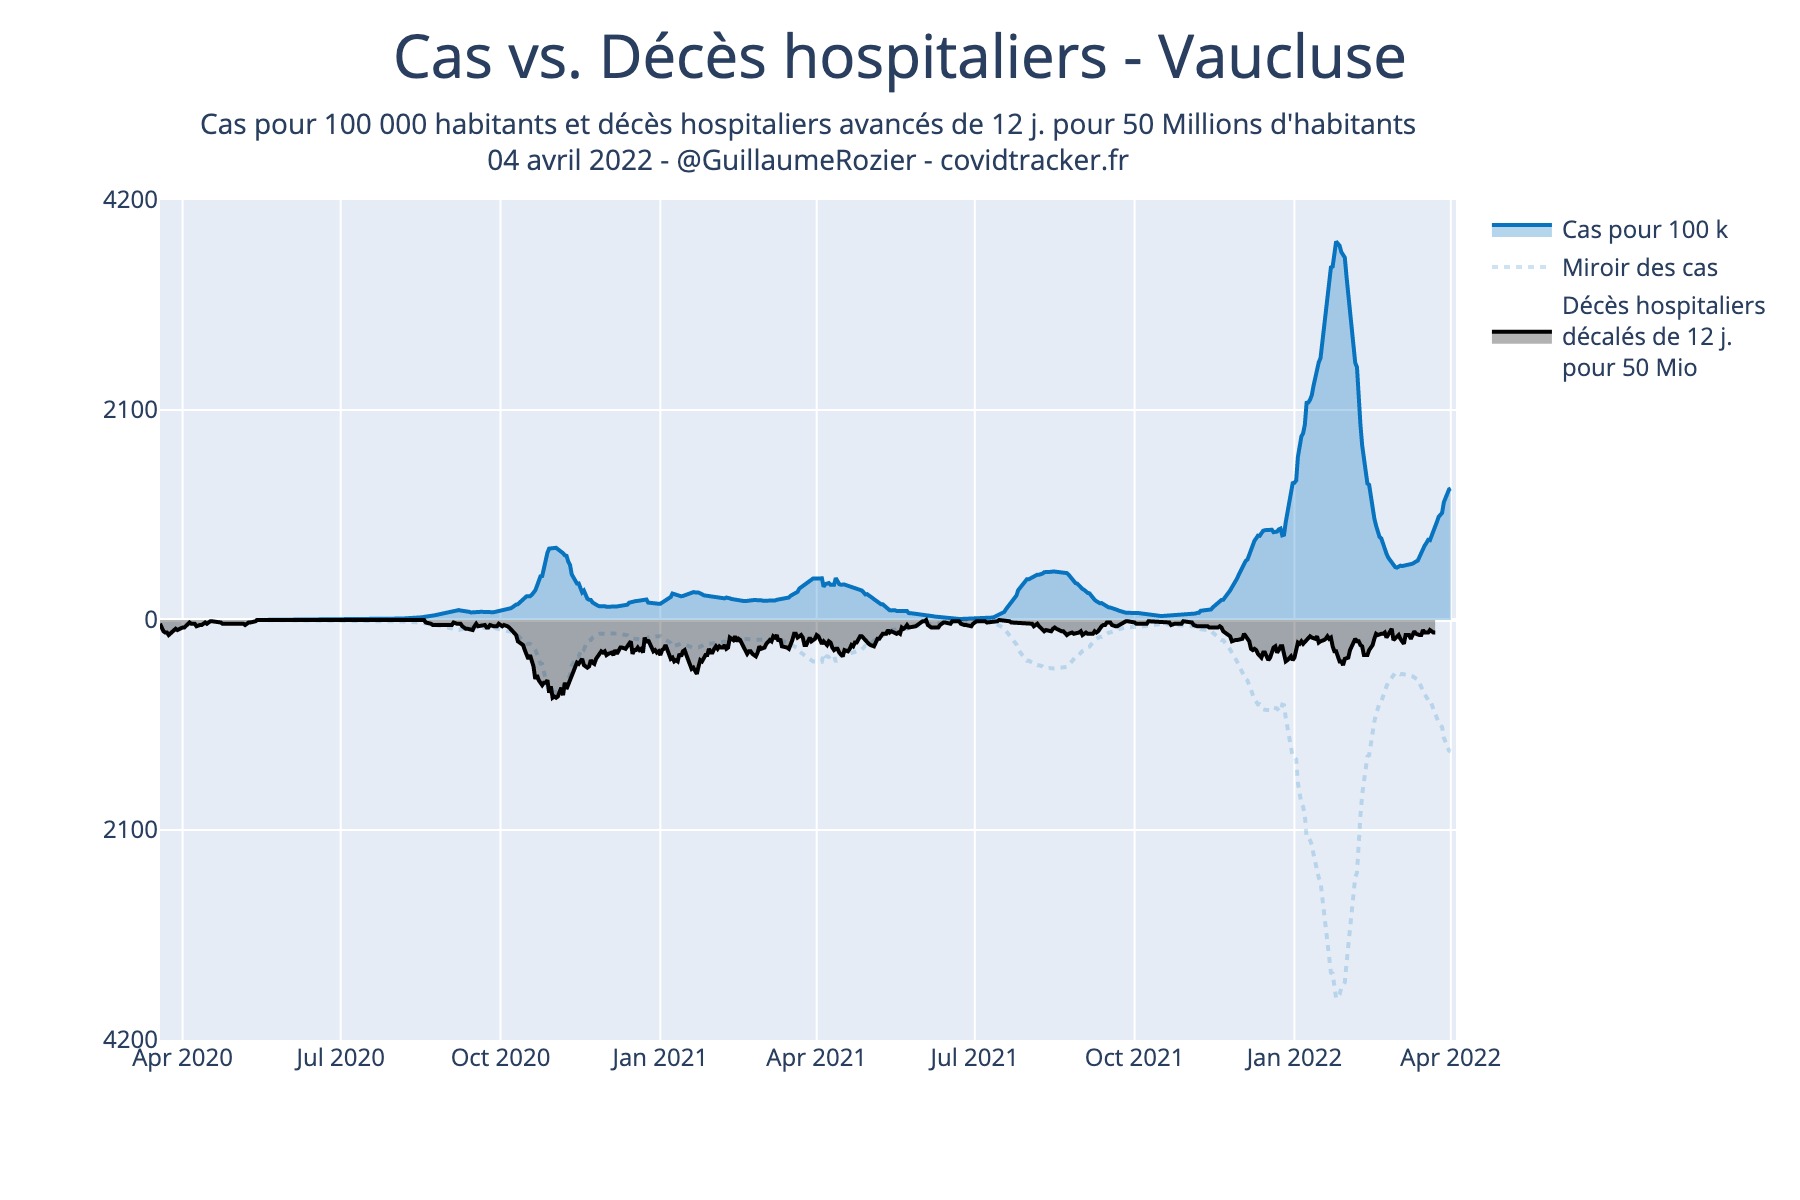 Cas vs. Décès hospitaliers - Vaucluse
Cas pour 100 000 habitants et décès hospitaliers avancés de 12 j. pour 50 Millions d'habitants
04 avril 2022 - @GuillaumeRozier - covidtracker.fr
4200
2100
0
2100
4200
Apr 2020
Jul 2020
Oct 2020
Jan 2021
Apr 2021
Jul 2021
Oct 2021
Jan 2022
Apr 2022
Cas pour 100 k
Miroir des cas
Décès hospitaliers
décalés de 12 j.
pour 50 Mio